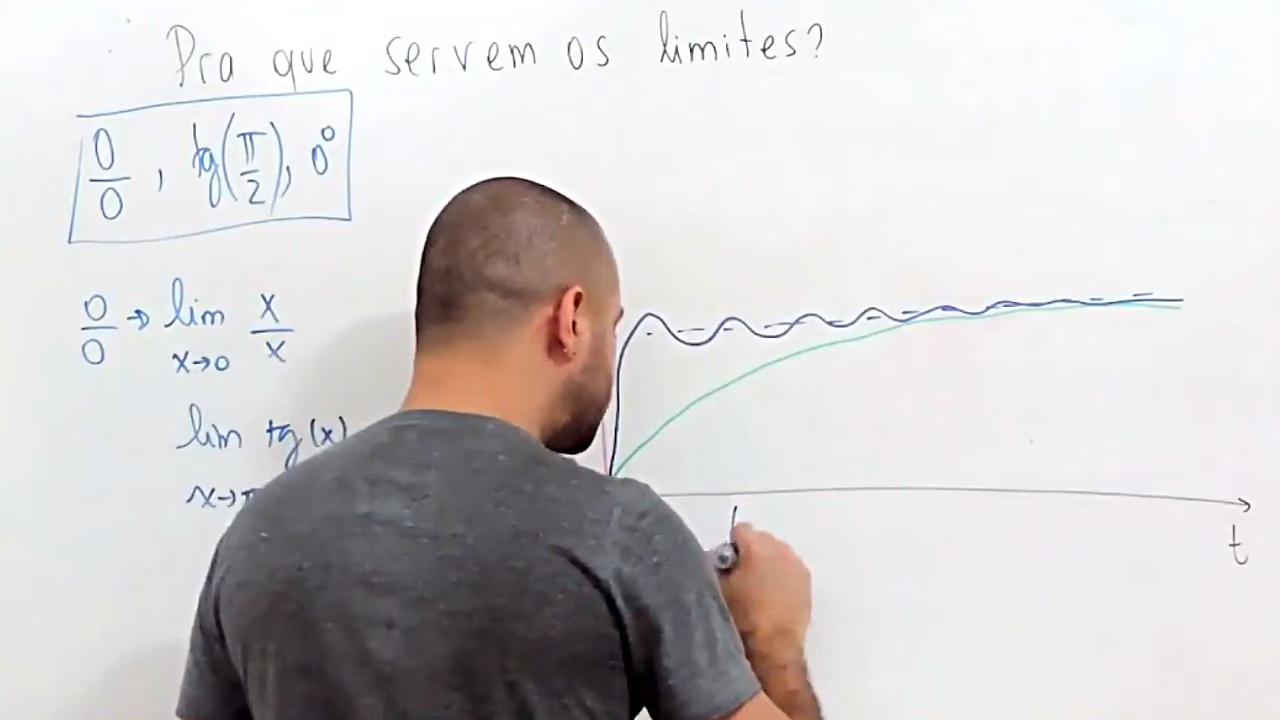 Pra que servem os limites?
0/0 , tg(π/2), 0⁰
0/0 → lim x→0 x/x
lim tg(x)
x→π
t